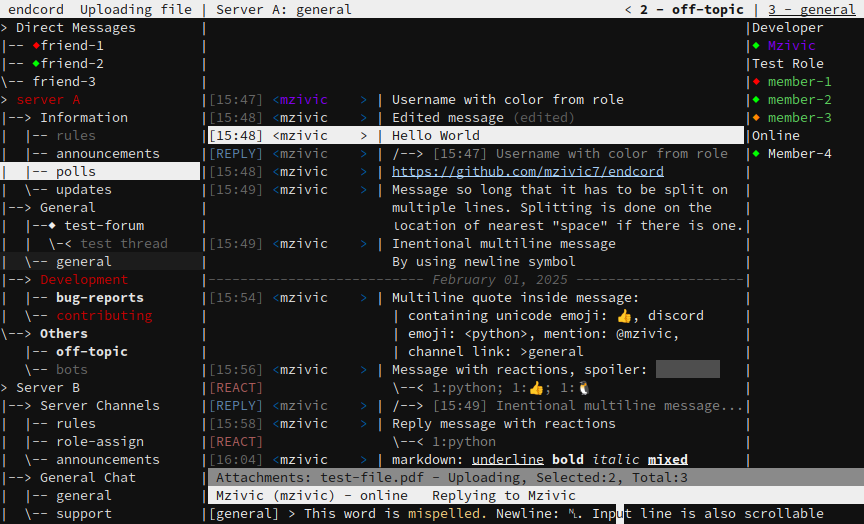 endcord  Uploading file | Server A: general < 2 - off-topic | 3 - general
> Direct Messages
|-- ◆friend-1
|-- ◆friend-2
\-- friend-3
> server A
|--> Information
|  |-- rules
|  |-- announcements
|  |-- polls
|  \-- updates
|--> General
|  |--◆ test-forum
|  |  \-< test thread
|  \-- general
|--> Development
|  |-- bug-reports
|  \-- contributing
\--> Others
   |-- off-topic
   \-- bots
> Server B
|--> Server Channels
|  |-- rules
|  |-- role-assign
|  \-- announcements
|--> General Chat
|  |-- general
|  \-- support
[15:47] <mzivic    > | Username with color from role
[15:48] <mzivic    > | Edited message (edited)
[15:48] <mzivic    > | Hello World
[REPLY] <mzivic    > | /--> [15:47] Username with color from role
[15:48] <mzivic    > | https://github.com/mzivic7/endcord
[15:49] <mzivic    > | Message so long that it has to be split on
| multiple lines. Splitting is done on the
| location of nearest "space" if there is one.
[15:49] <mzivic    > | Inentional multiline message
| By using newline symbol
February 01, 2025
[15:54] <mzivic    > | Multiline quote inside message:
| | containing unicode emoji: 👍, discord
| | emoji: <python>, mention: @mzivic,
| | channel link: >general
[15:56] <mzivic    > | Message with reactions, spoiler:
[REACT] | \--< 1:python; 1:👍; 1:🐧
[REPLY] <mzivic    > | /--> [15:49] Inentional multiline message...
[15:58] <mzivic    > | Reply message with reactions
[REACT] | \--< 1:python
[16:04] <mzivic    > | markdown: underline bold italic mixed
Attachments: test-file.pdf - Uploading, Selected:2, Total:3
Mzivic (mzivic) - online   Replying to Mzivic
[general] > This word is mispelled. Newline: ␤. Input line is also scrollable
Developer
◆ Mzivic
Test Role
◆ member-1
◆ member-2
◆ member-3
Online
◆ Member-4